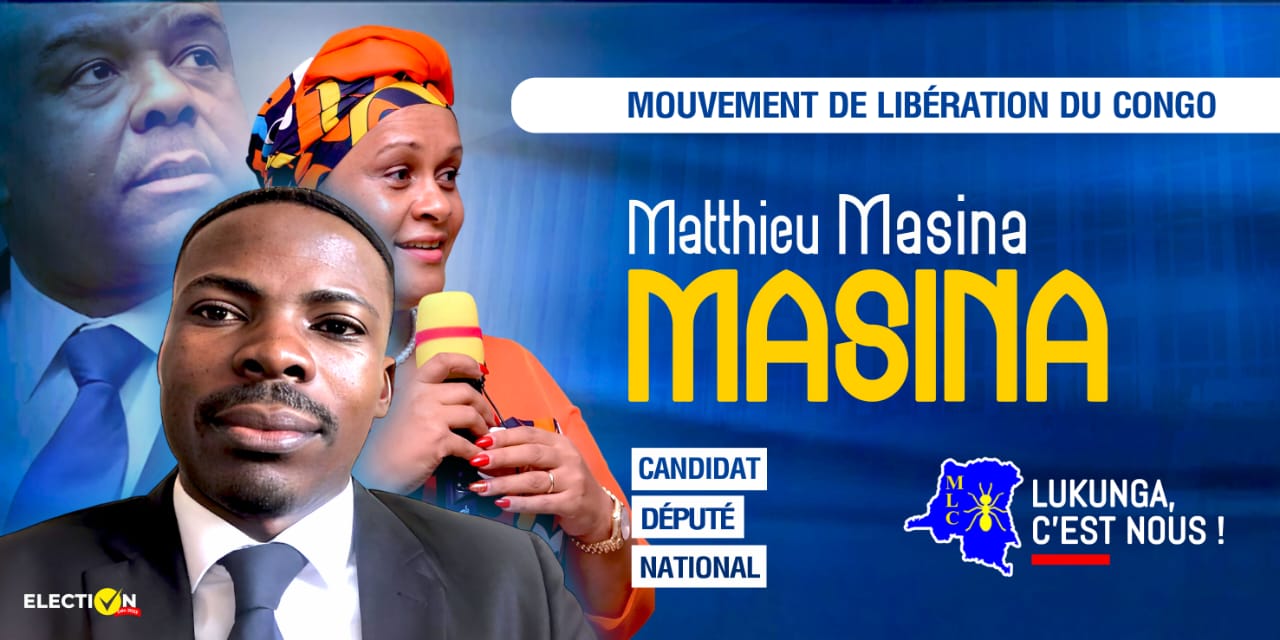 MOUVEMENT DE LIBÉRATION DU CONGO
Matthieu Masina
MASINA
CANDIDAT
DÉPUTÉ
NATIONAL
MLC
LUKUNGA,
C'EST NOUS !
ELECTION